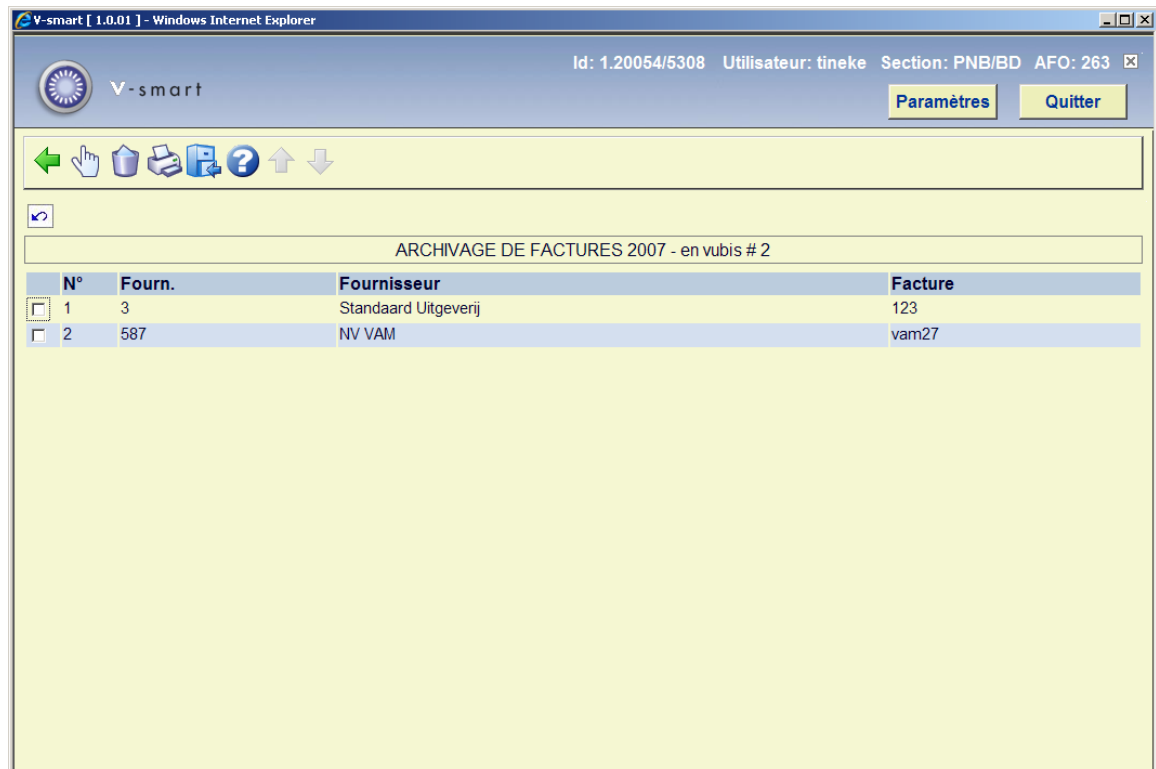 V-smart [ 1.0.01 ] - Windows Internet Explorer
Id: 1.20054/5308 Utilisateur: tineke Section: PNB/BD AFO: 263
V-smart
Paramètres Quitter
ARCHIVAGE DE FACTURES 2007 - en vubis # 2
N° Fourn. Fournisseur Facture
1 3 Standaard Uitgeverij 123
2 587 NV VAM vam27